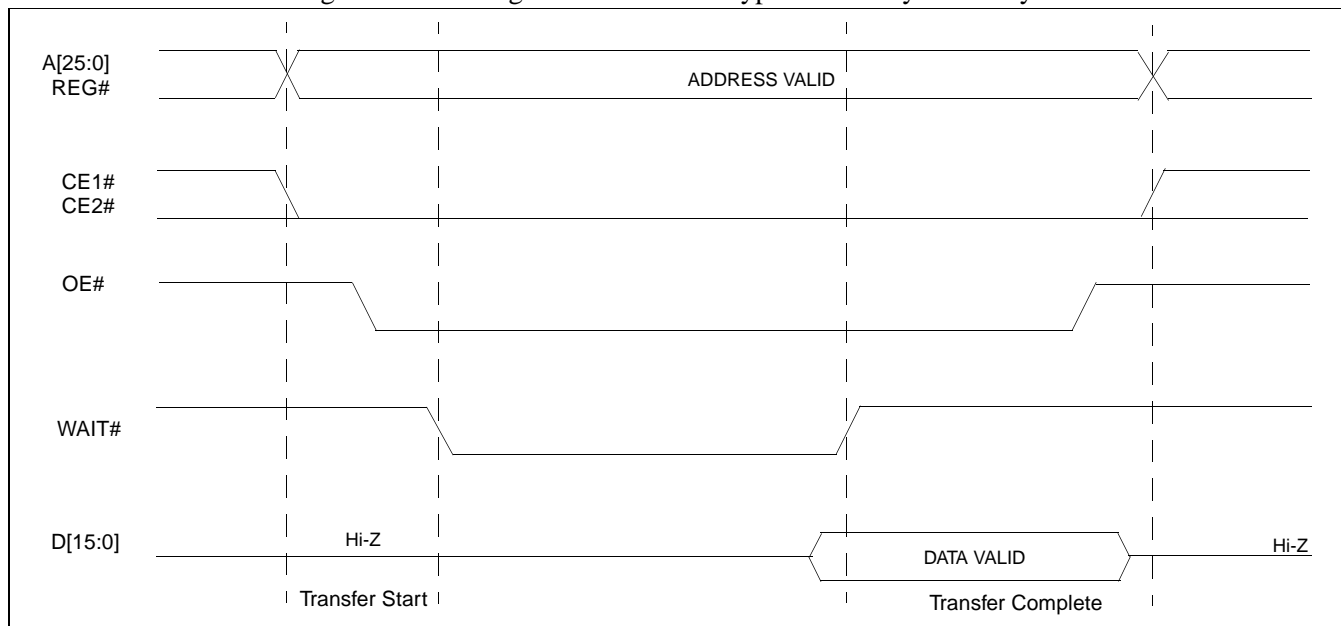 A[25:0]
REG#
ADDRESS VALID
CE1#
CE2#
OE#
WAIT#
D[15:0]
Hi-Z
DATA VALID
Hi-Z
Transfer Start
Transfer Complete